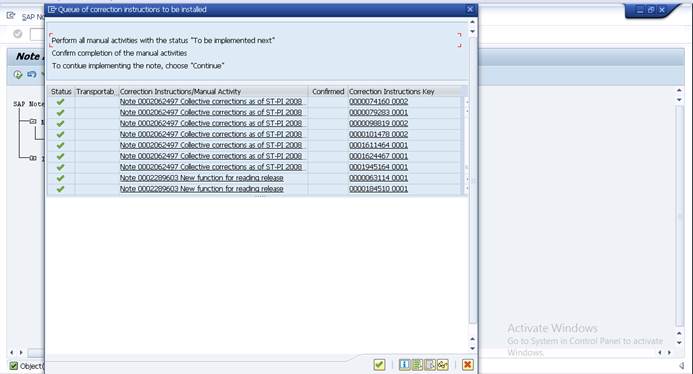 SAP No
Queue of correction instructions to be installed
Note
Perform all manual activities with the status "To be implemented next"
Confirm completion of the manual activities
To contiue implementing the note, choose "Continue"
Status Transportab.. Correction Instructions/Manual Activity Confirmed Correction Instructions Key
Note 0002062497 Collective corrections as of ST-PI 2008 0000074160 0002
Note 0002062497 Collective corrections as of ST-PI 2008 0000079283 0001
Note 0002062497 Collective corrections as of ST-PI 2008 0000098819 0002
Note 0002062497 Collective corrections as of ST-PI 2008 0000101478 0002
Note 0002062497 Collective corrections as of ST-PI 2008 0001611464 0001
Note 0002062497 Collective corrections as of ST-PI 2008 0001624467 0001
Note 0002062497 Collective corrections as of ST-PI 2008 0001945164 0001
Note 0002289603 New function for reading release 0000063114 0001
Note 0002289603 New function for reading release 0000184510 0001
SAP Note
Activate Windows
Go to System in Control Panel to activate
Windows.
Object(